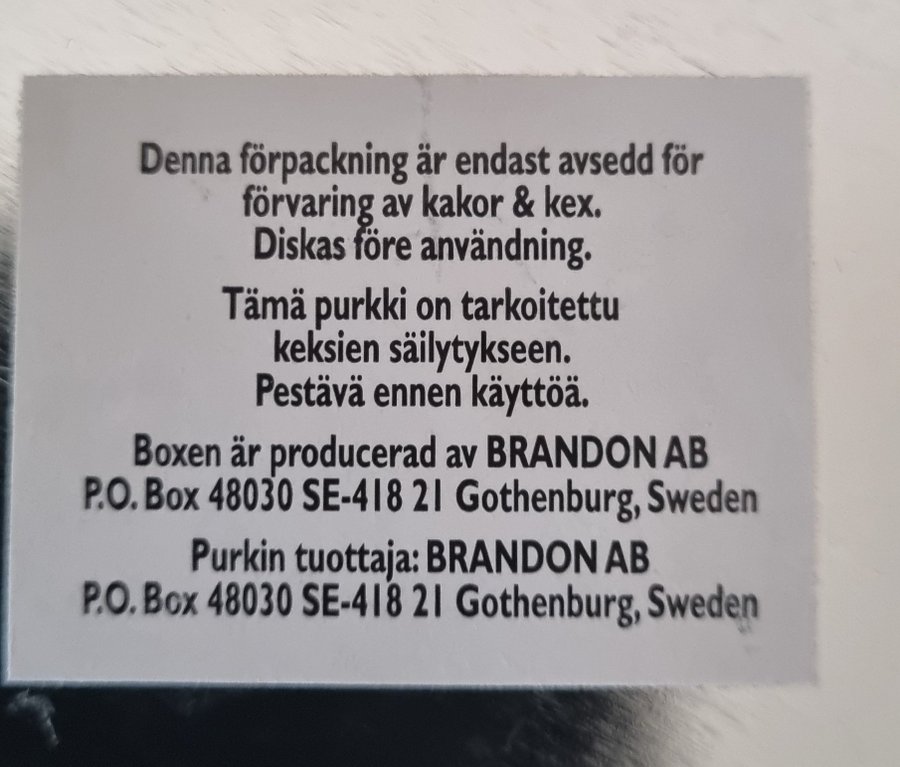 Denna förpackning är endast avsedd för
förvaring av kakor & kex.
Diskas före användning.
Tämä purkki on tarkoitettu
keksien säilytykseen.
Pestävä ennen käyttöä.
Boxen är producerad av BRANDON AB
P.O. Box 48030 SE-418 21 Gothenburg, Sweden
Purkin tuottaja: BRANDON AB
P.O. Box 48030 SE-418 21 Gothenburg, Sweden